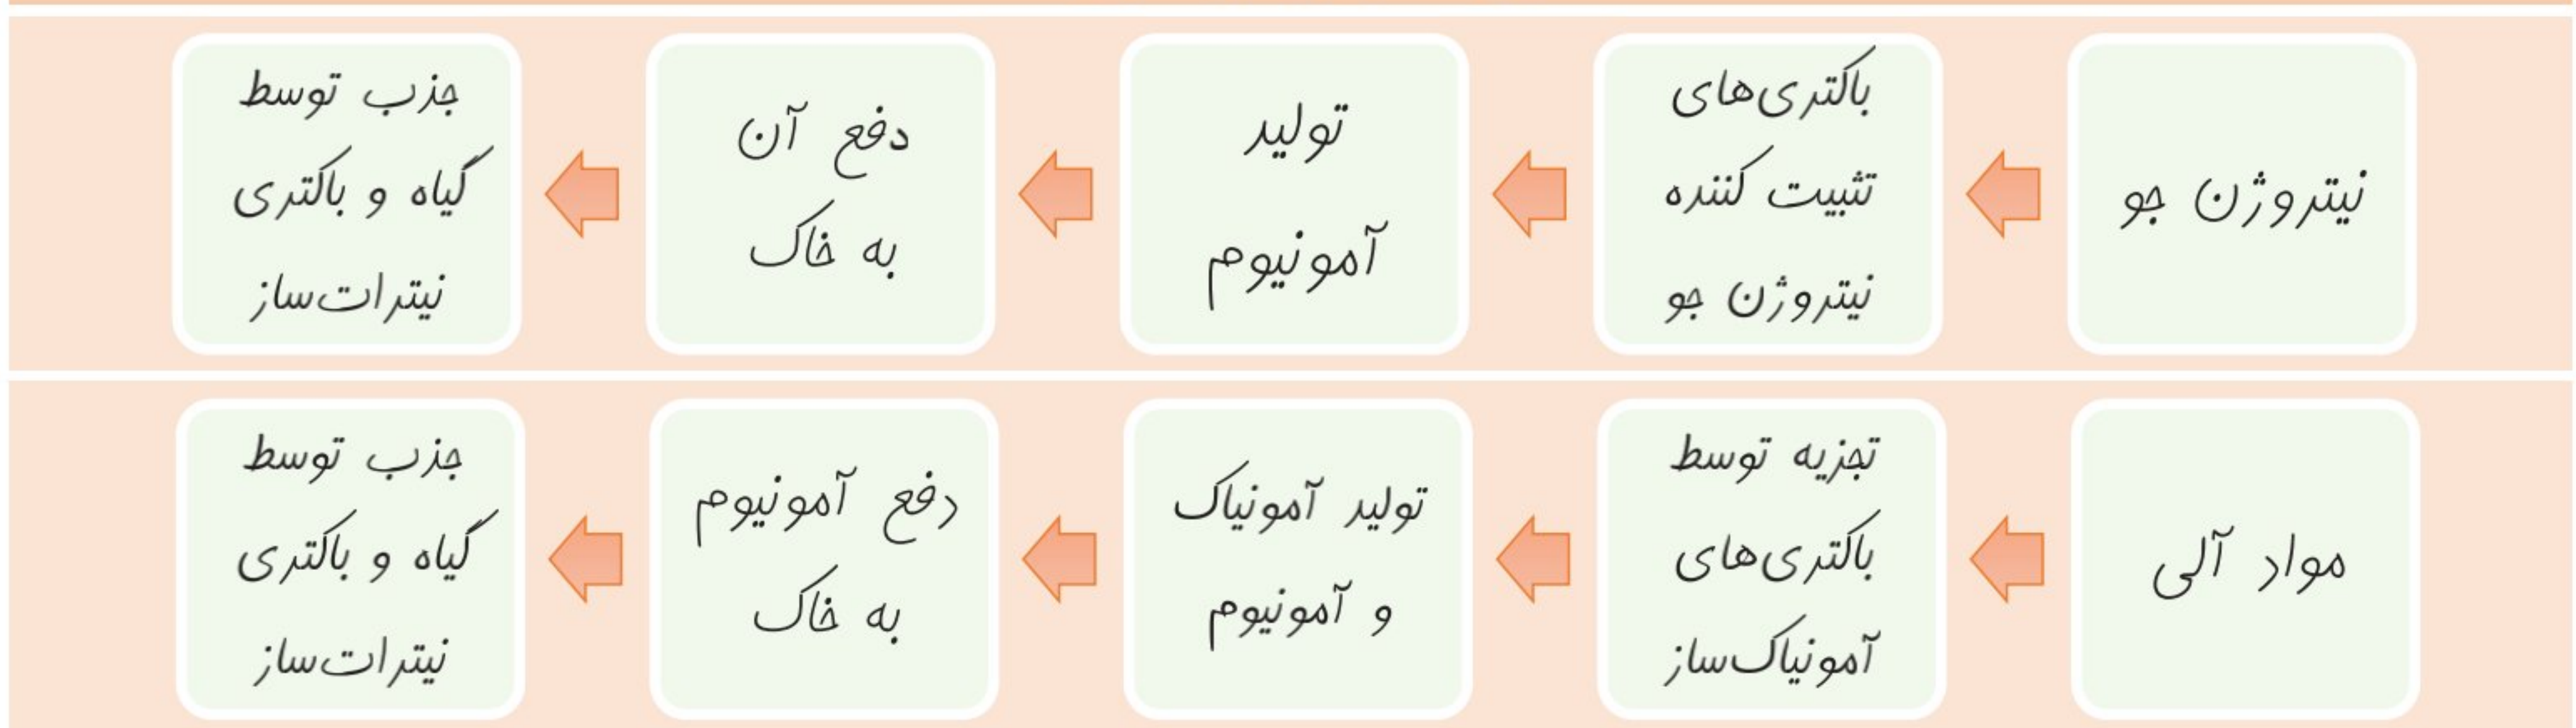 نیتروژن جو
باکتری‌های
تثبیت کننده
نیتروژن جو
تولید
آمونیوم
دفع آن
به خاک
جذب توسط
گیاه و باکتری
نیترات‌ساز
مواد آلی
تجزیه توسط
باکتری‌های
آمونیاک‌ساز
تولید آمونیاک
و آمونیوم
دفع آمونیوم
به خاک
جذب توسط
گیاه و باکتری
نیترات‌ساز